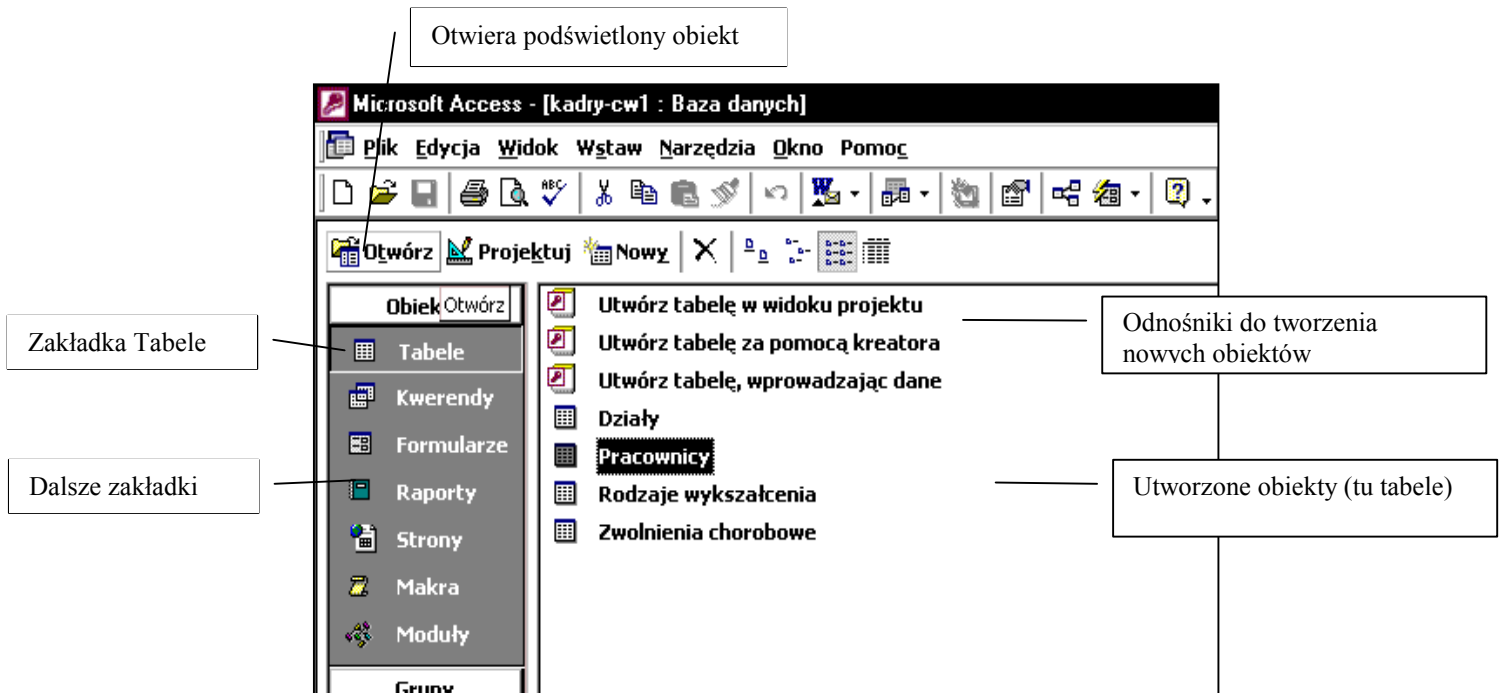 Otwiera podświetlony obiekt
Microsoft Access - [kadry-cw1 : Baza danych]
Plik Edycja Widok Wstaw Narzędzia Okno Pomoc
Otwórz Projektuj Nowy
Obiek Otwórz
Zakładka Tabele
Tabele
Kwerendy
Formularze
Dalsze zakładki
Raporty
Strony
Makra
Moduły
Grupy
Utwórz tabelę w widoku projektu
Utwórz tabelę za pomocą kreatora
Utwórz tabelę, wprowadzając dane
Działy
Pracownicy
Rodzaje wykszałcenia
Zwolnienia chorobowe
Odnośniki do tworzenia
nowych obiektów
Utworzone obiekty (tu tabele)